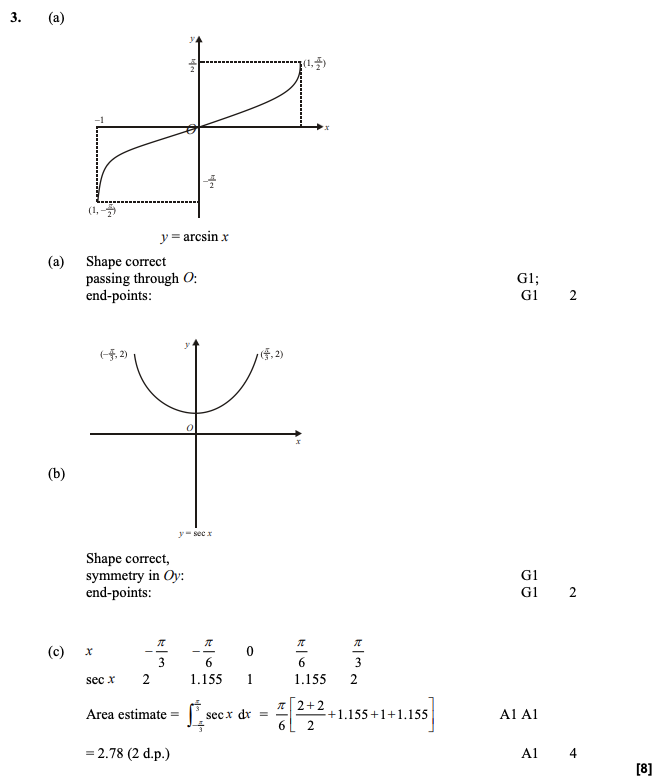 3. (a)
y
π/2 (1, π/2)
-1 O x
-π/2
(1, -π/2)
y = arcsin x
(a) Shape correct
passing through O: G1;
end-points: G1 2
y
(-π/3, 2) (π/3, 2)
O
x
(b)
y = sec x
Shape correct,
symmetry in Oy: G1
end-points: G1 2
(c) x -π/3 -π/6 0 π/6 π/3
sec x 2 1.155 1 1.155 2
Area estimate = ∫_{-π/3}^{π/3} sec x dx = π/6 [ (2+2)/2 +1.155+1+1.155 ] A1 A1
= 2.78 (2 d.p.) A1 4
[8]